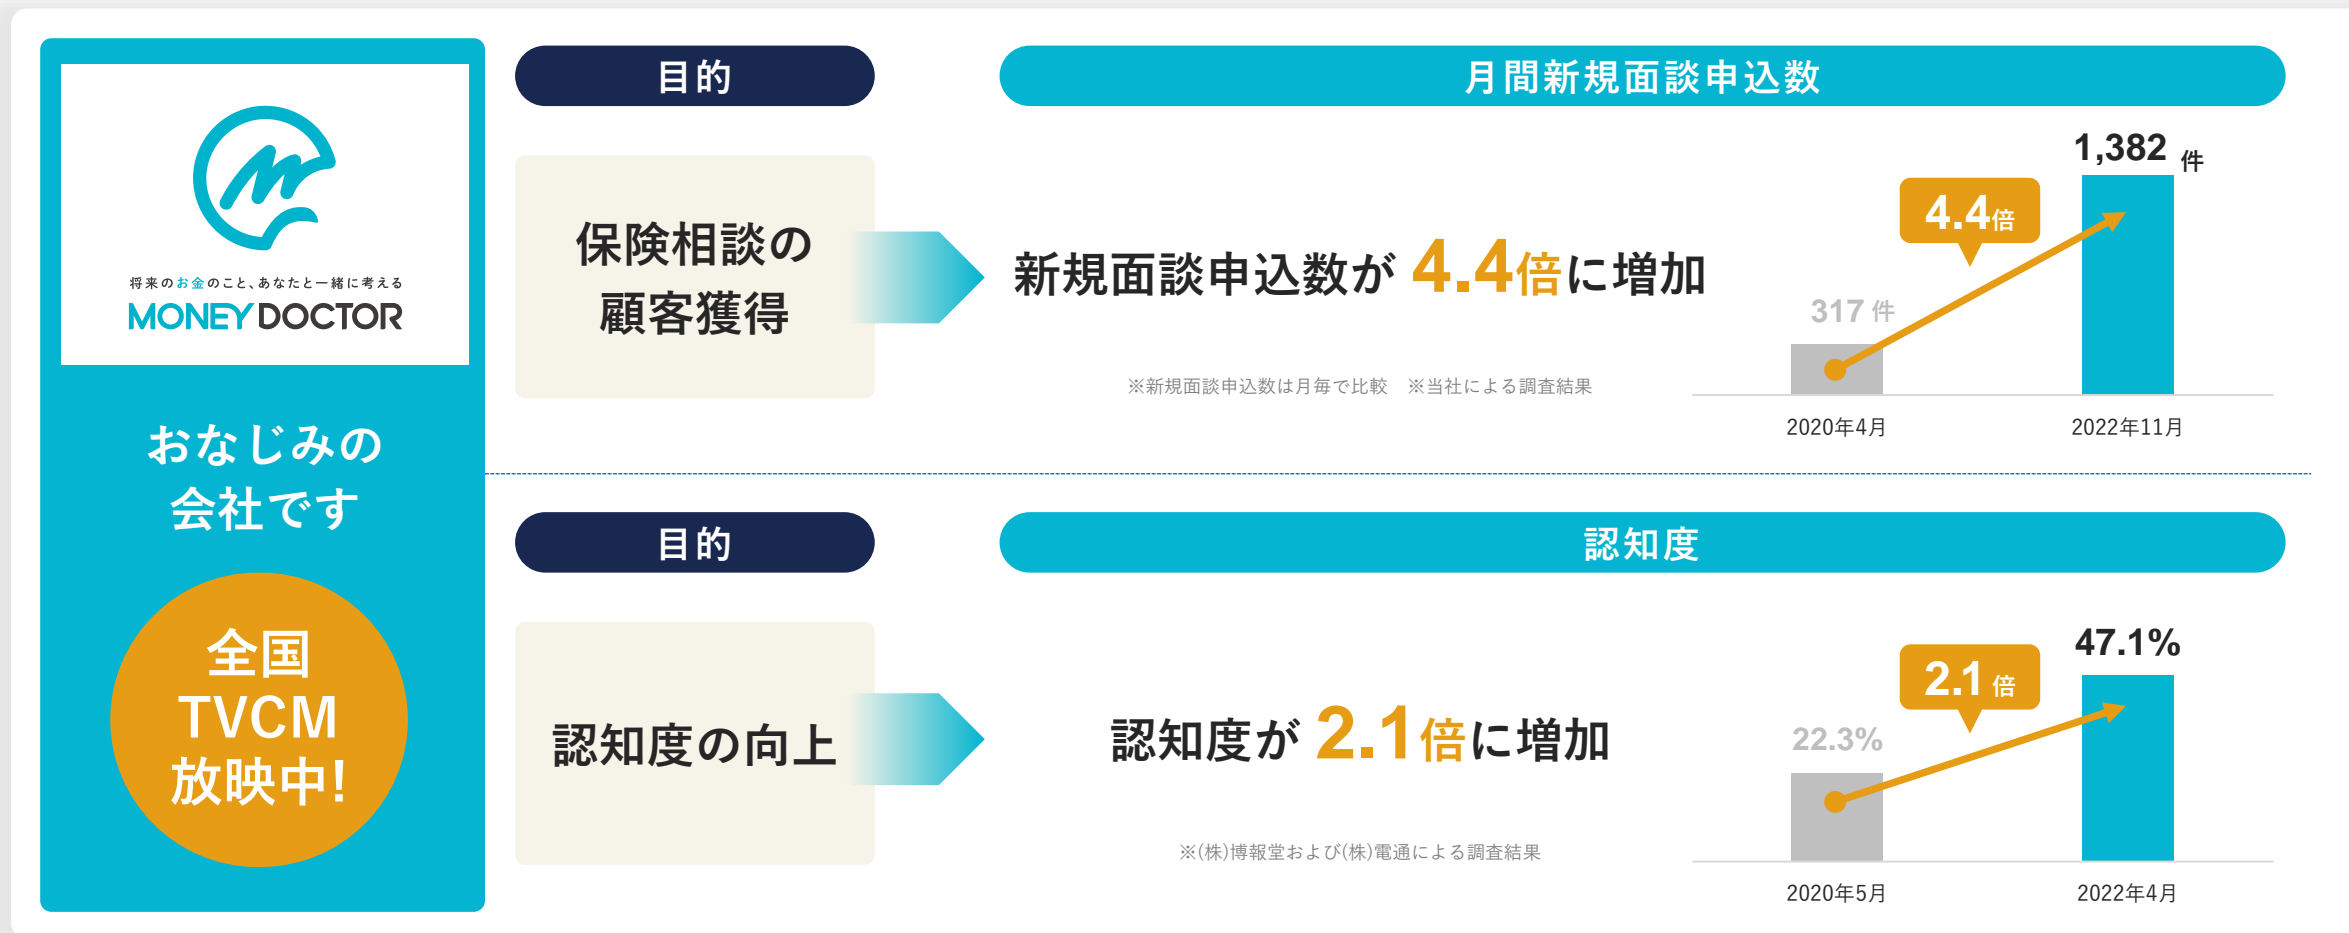 将来のお金のこと、あなたと一緒に考える
MONEY DOCTOR
おなじみの
会社です
全国
TVCM
放映中!
目的
保険相談の
顧客獲得
月間新規面談申込数
新規面談申込数が 4.4倍に増加
※新規面談申込数は月毎で比較　※当社による調査結果
317 件
4.4倍
1,382 件
2020年4月
2022年11月
目的
認知度の向上
認知度
認知度が 2.1倍に増加
※(株)博報堂および(株)電通による調査結果
22.3%
2.1 倍
47.1%
2020年5月
2022年4月